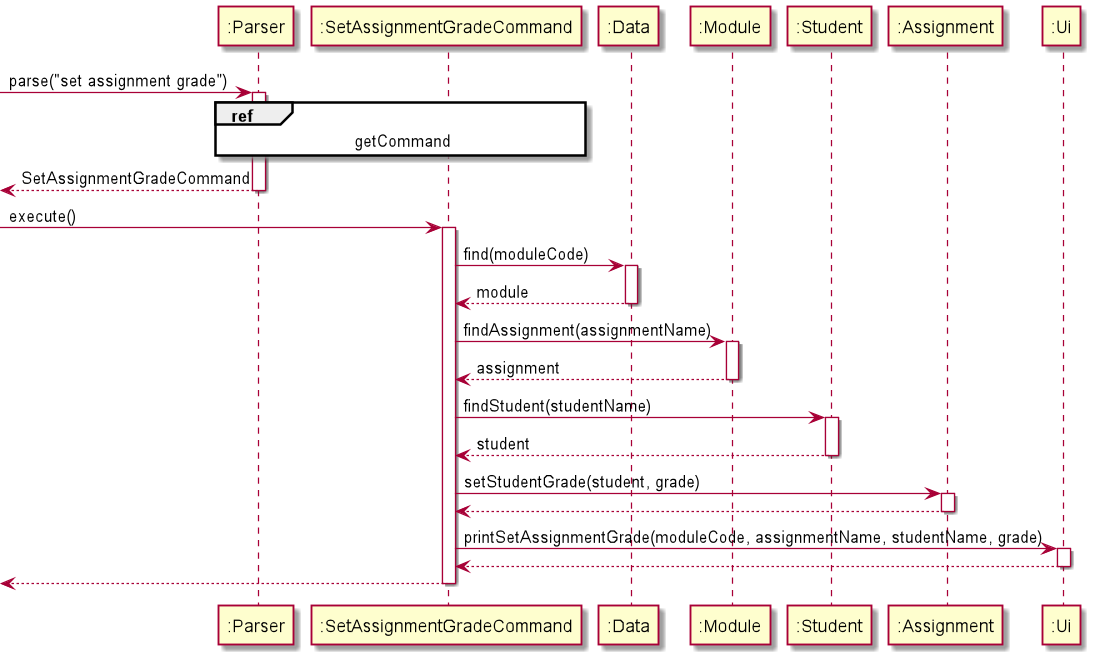 :Parser :SetAssignmentGradeCommand :Data :Module :Student :Assignment :Ui
parse("set assignment grade")
ref
getCommand
SetAssignmentGradeCommand
execute()
find(moduleCode)
module
findAssignment(assignmentName)
assignment
findStudent(studentName)
student
setStudentGrade(student, grade)
printSetAssignmentGrade(moduleCode, assignmentName, studentName, grade)
:Parser :SetAssignmentGradeCommand :Data :Module :Student :Assignment :Ui